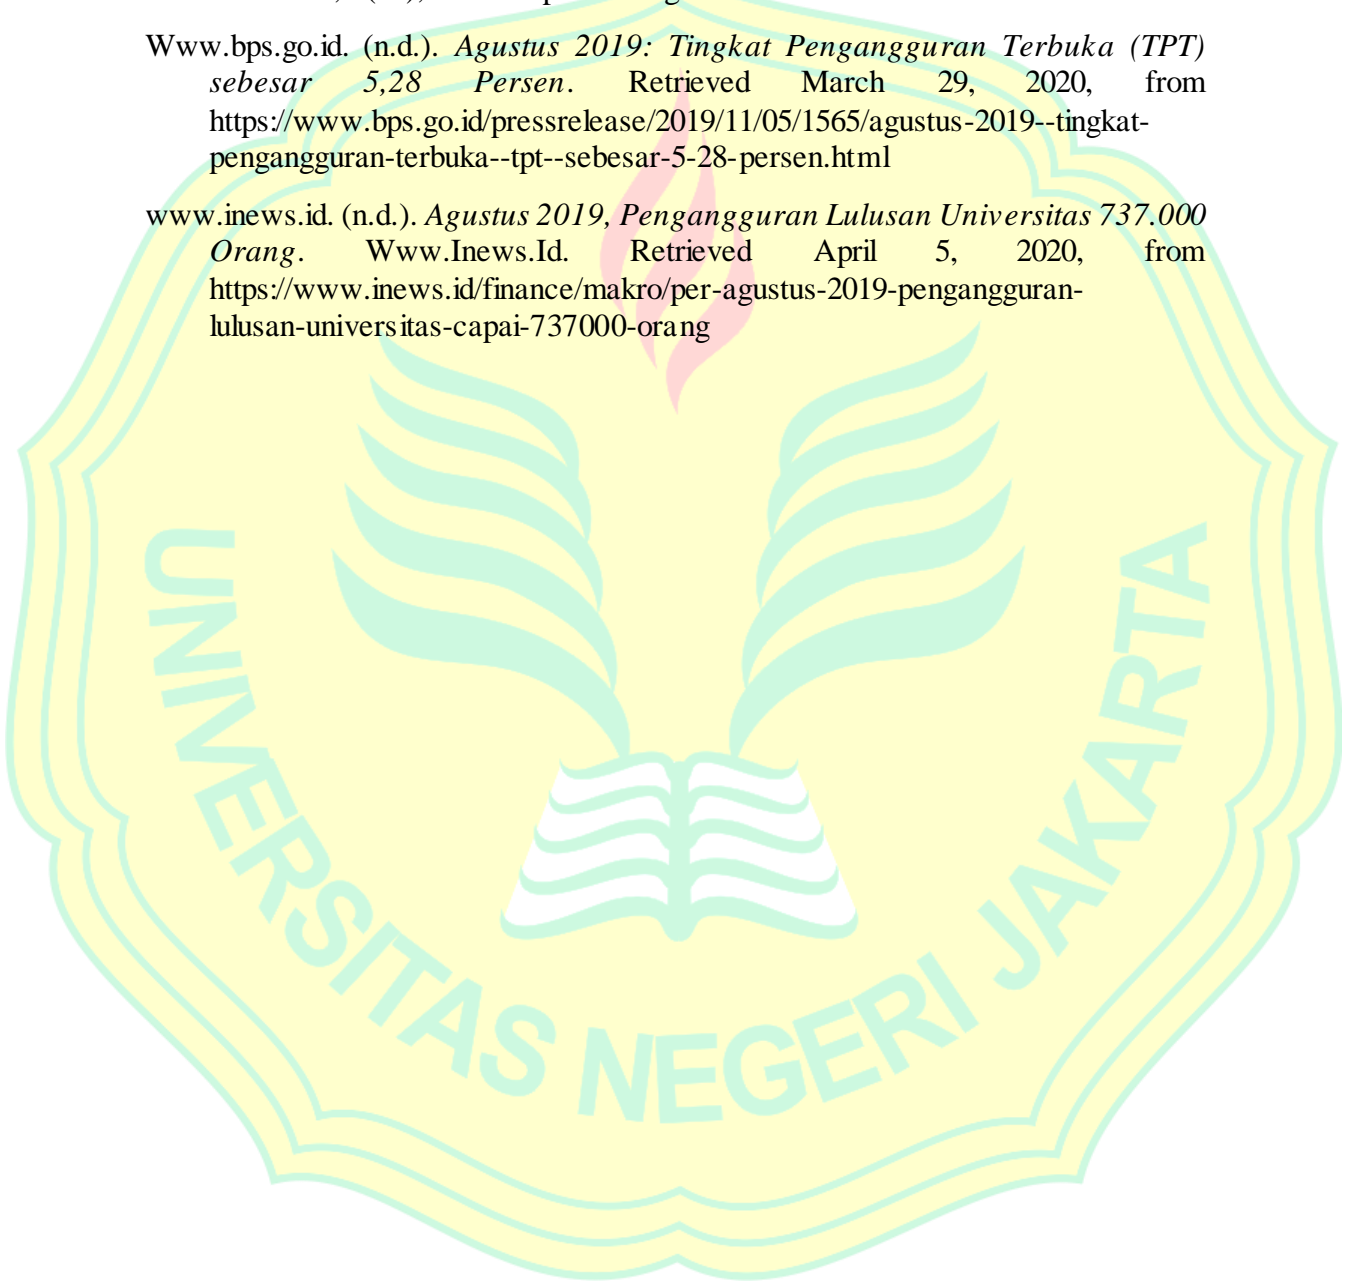 Www.bps.go.id. (n.d.). Agustus 2019: Tingkat Pengangguran Terbuka (TPT)
sebesar 5,28 Persen. Retrieved March 29, 2020, from
https://www.bps.go.id/pressrelease/2019/11/05/1565/agustus-2019--tingkat-
pengangguran-terbuka--tpt--sebesar-5-28-persen.html
www.inews.id. (n.d.). Agustus 2019, Pengangguran Lulusan Universitas 737.000
Orang. Www.Inews.Id. Retrieved April 5, 2020, from
https://www.inews.id/finance/makro/per-agustus-2019-pengangguran-
lulusan-universitas-capai-737000-orang
UNIVERSITAS NEGERI JAKARTA